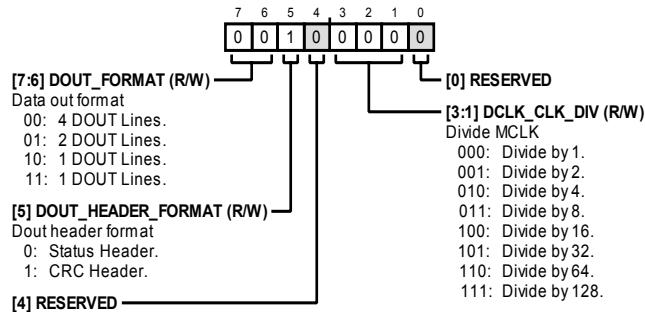 7 6 5 4 3 2 1 0
0 0 1 0 0 0 0 0
[7:6] DOUT_FORMAT (R/W)
Data out format
00: 4 DOUT Lines.
01: 2 DOUT Lines.
10: 1 DOUT Lines.
11: 1 DOUT Lines.
[5] DOUT_HEADER_FORMAT (R/W)
Dout header format
0: Status Header.
1: CRC Header.
[4] RESERVED
[0] RESERVED
[3:1] DCLK_CLK_DIV (R/W)
Divide MCLK
000: Divide by 1.
001: Divide by 2.
010: Divide by 4.
011: Divide by 8.
100: Divide by 16.
101: Divide by 32.
110: Divide by 64.
111: Divide by 128.